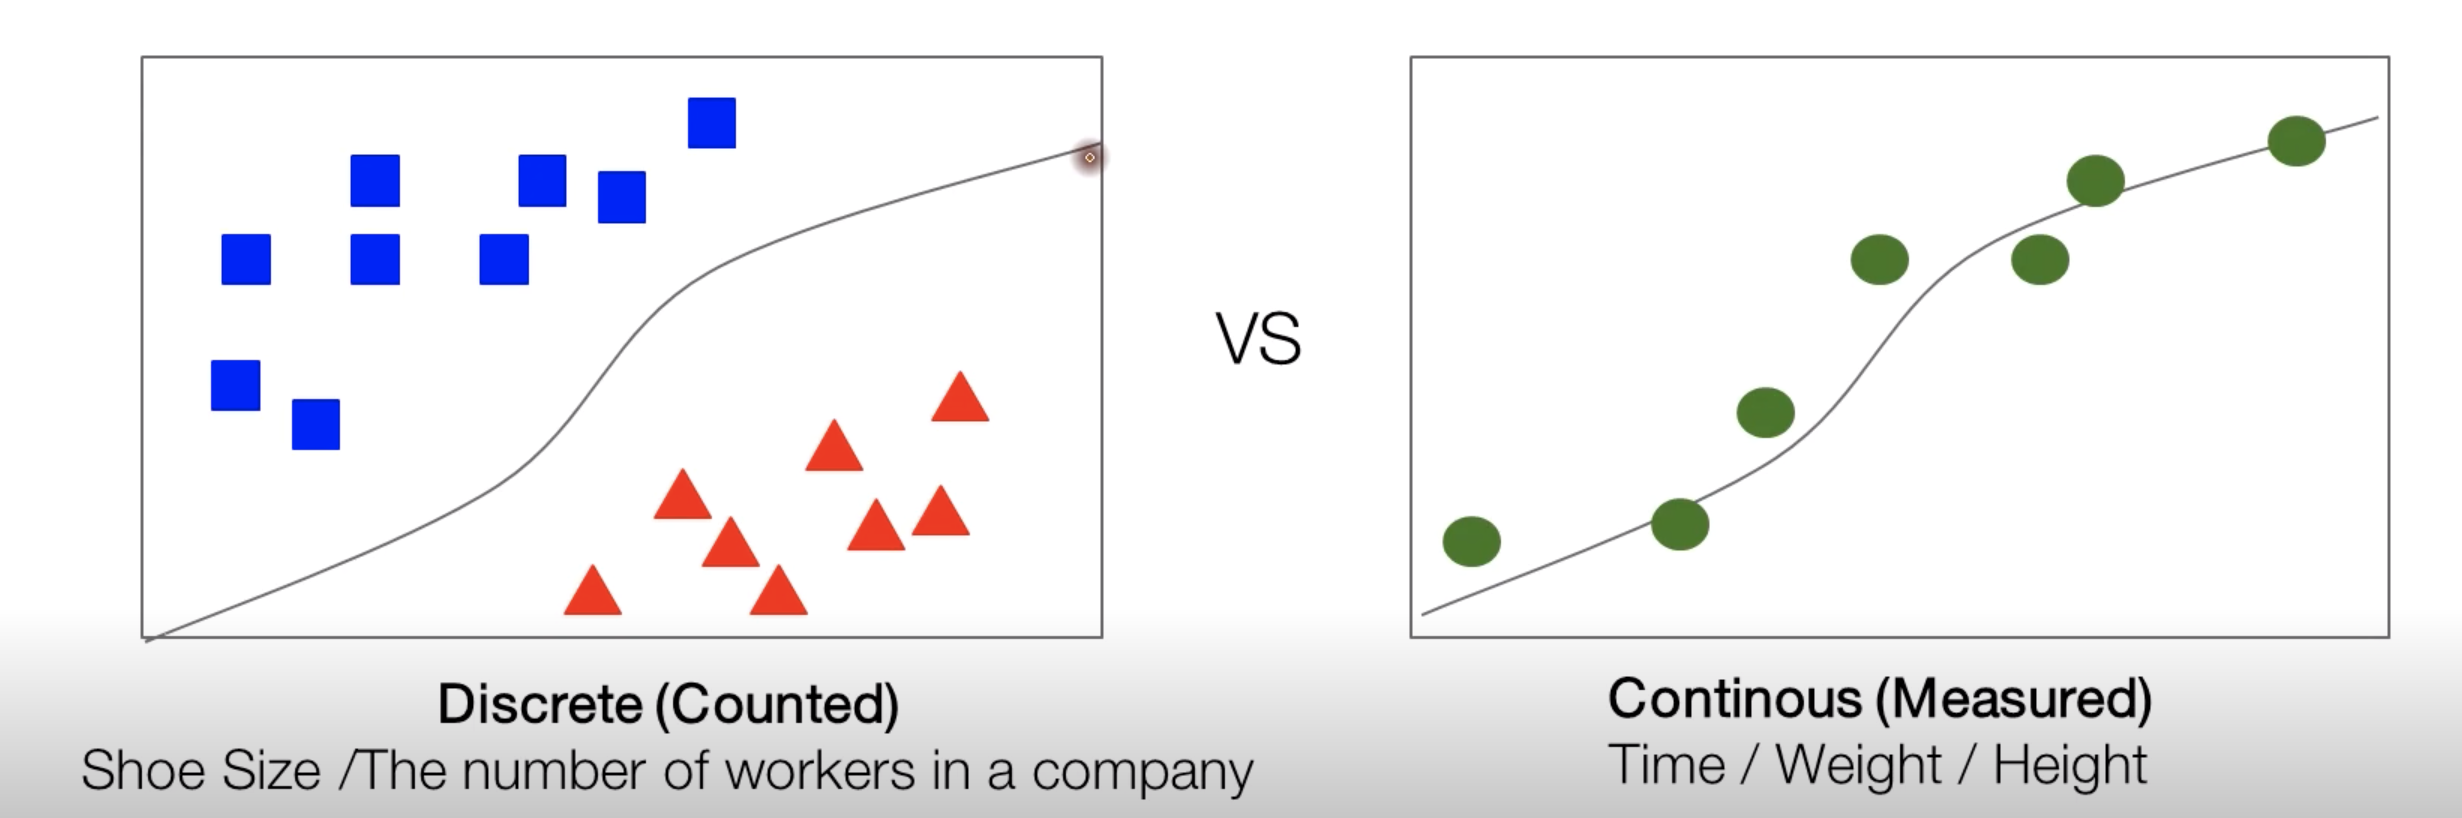 VS
Discrete (Counted)
Shoe Size /The number of workers in a company
Continous (Measured)
Time / Weight / Height